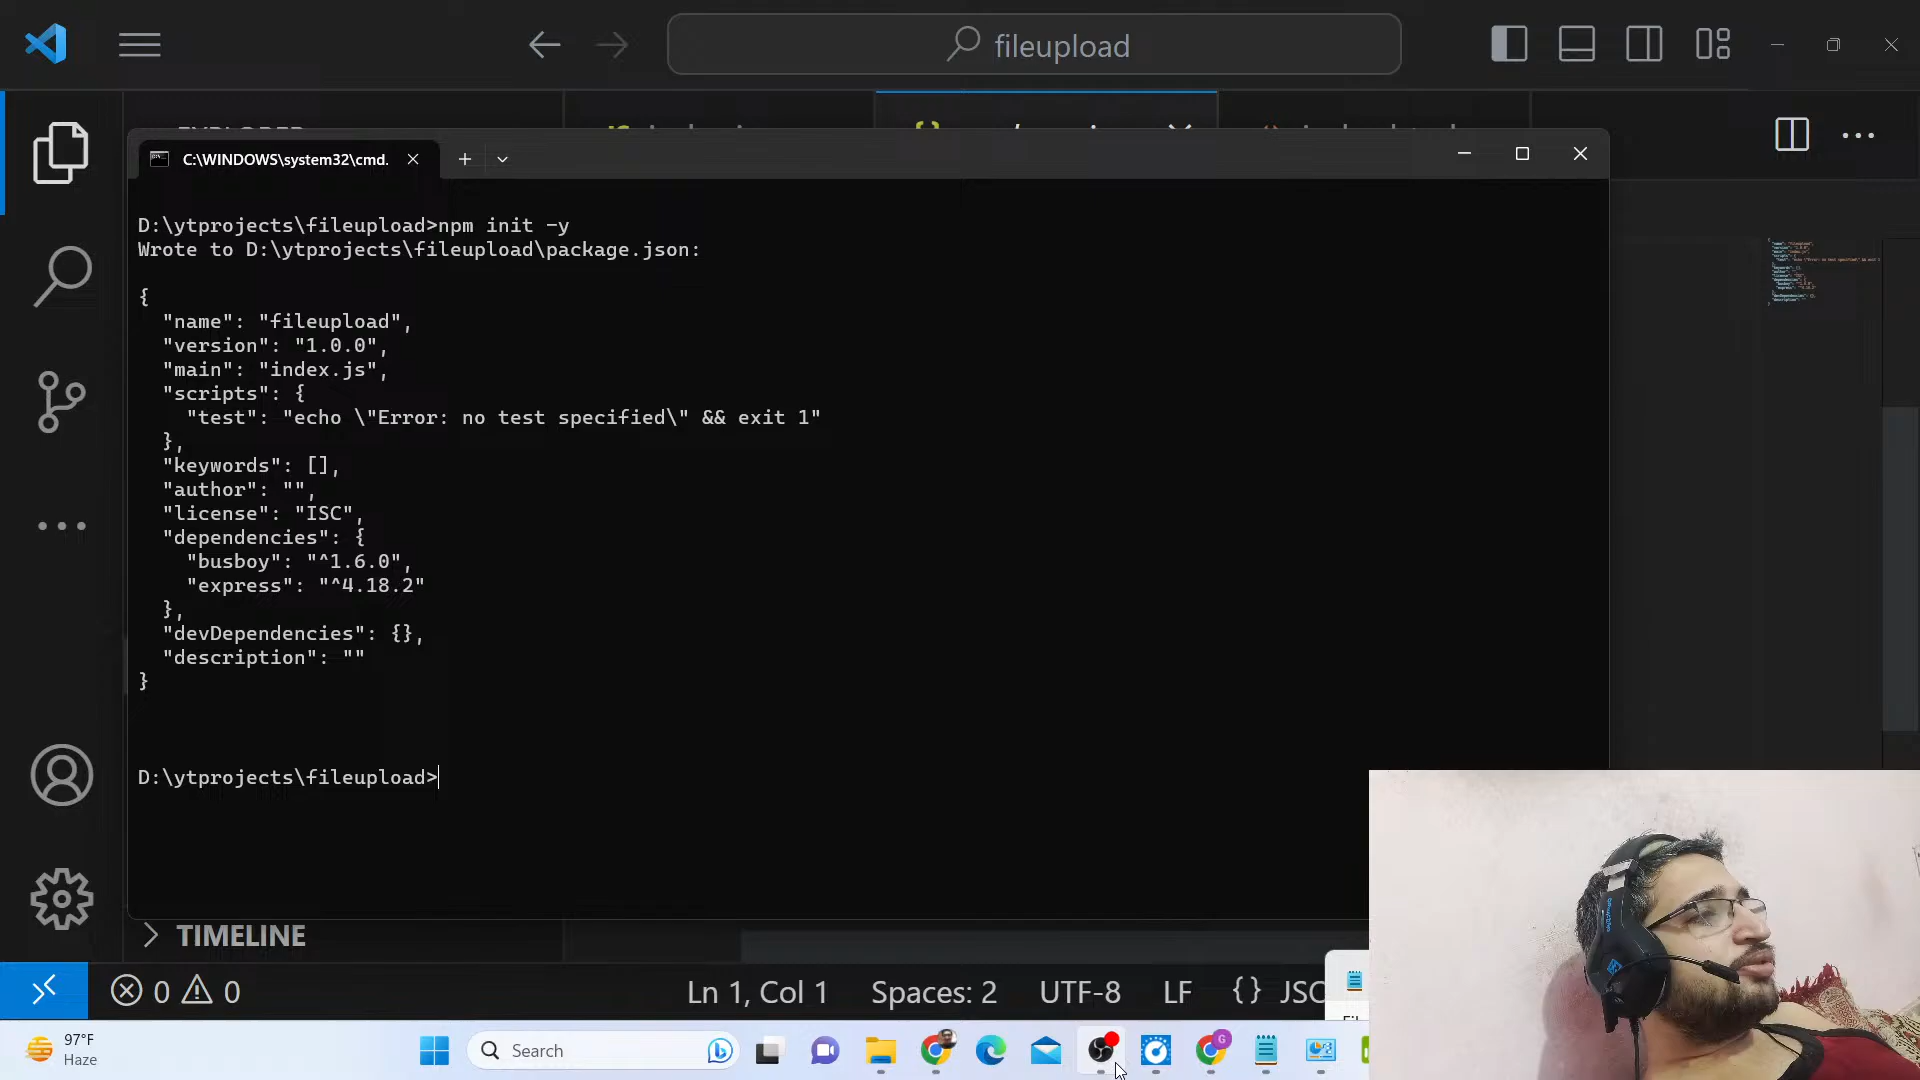 fileupload
EXPLORER
C:\WINDOWS\system32\cmd.
D:\ytprojects\fileupload>npm init -y
Wrote to D:\ytprojects\fileupload\package.json:
{
"name": "fileupload",
"version": "1.0.0",
"main": "index.js",
"scripts": {
"test": "echo \"Error: no test specified\" && exit 1"
},
"keywords": [],
"author": "",
"license": "ISC",
"dependencies": {
"busboy": "^1.6.0",
"express": "^4.18.2"
},
"devDependencies": {},
"description": ""
}
D:\ytprojects\fileupload>
TIMELINE
0 0 Ln 1, Col 1 Spaces: 2 UTF-8 LF {} JSO
97°F
Haze
Search
G